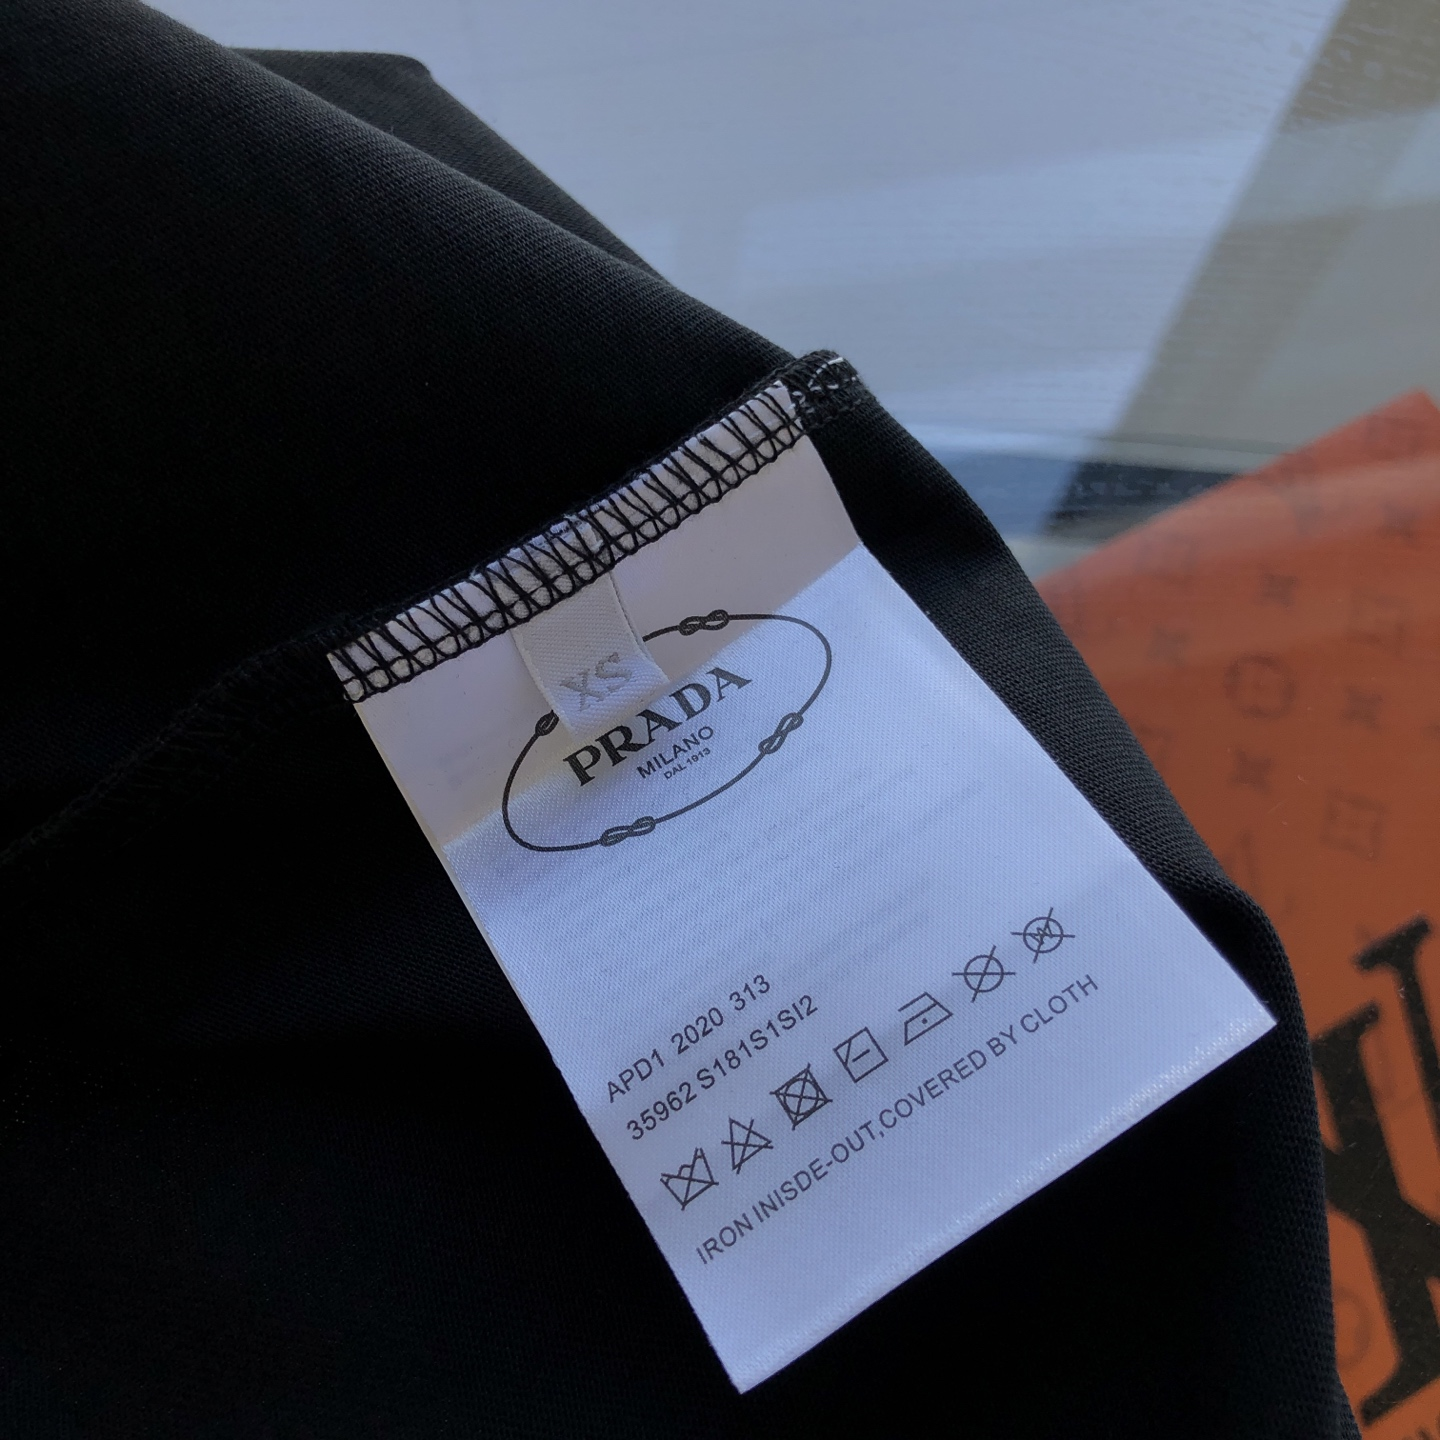 XS
PRADA
MILANO
DAL 1913
APD1 2020 313
35962 S181S1SI2
IRON INISDE-OUT,COVERED BY CLOTH